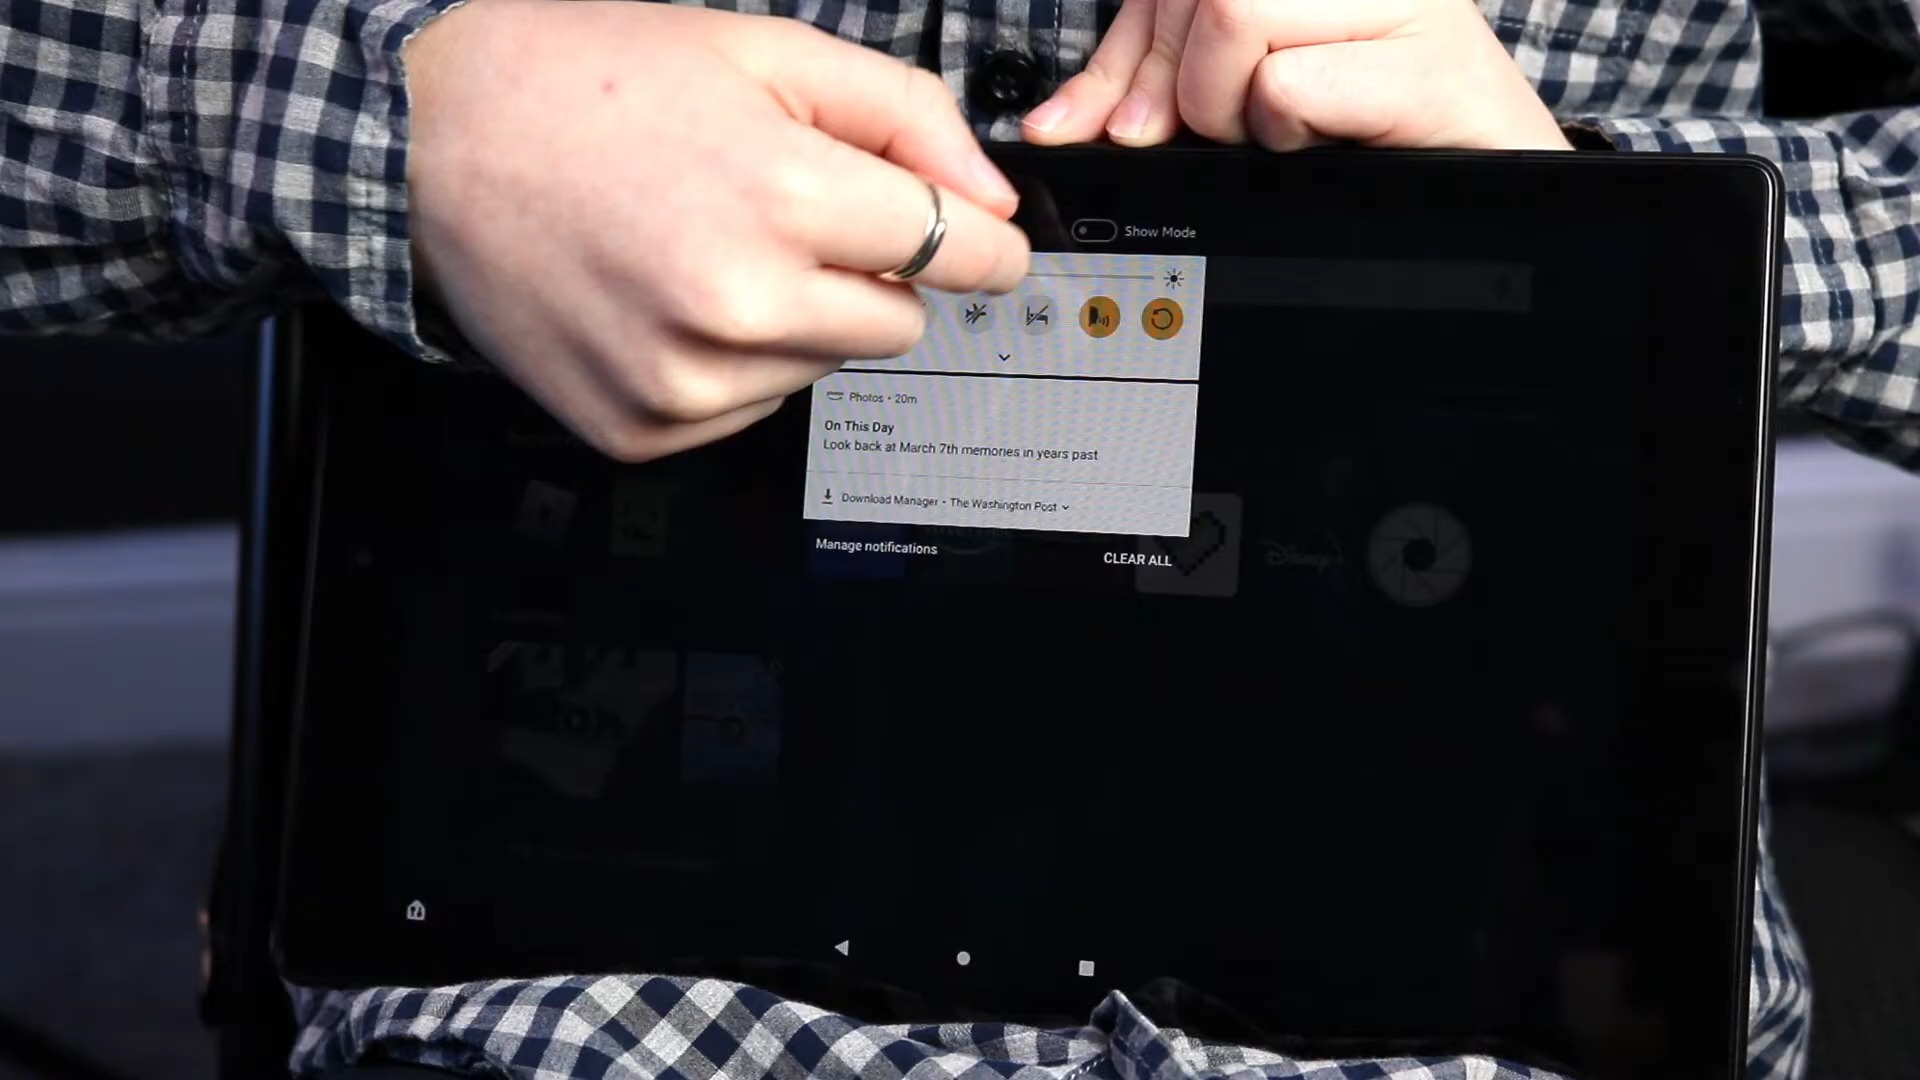 Show Mode
Photos • 20m
On This Day
Look back at March 7th memories in years past
Download Manager • The Washington Post
Manage notifications
CLEAR ALL
Disney+